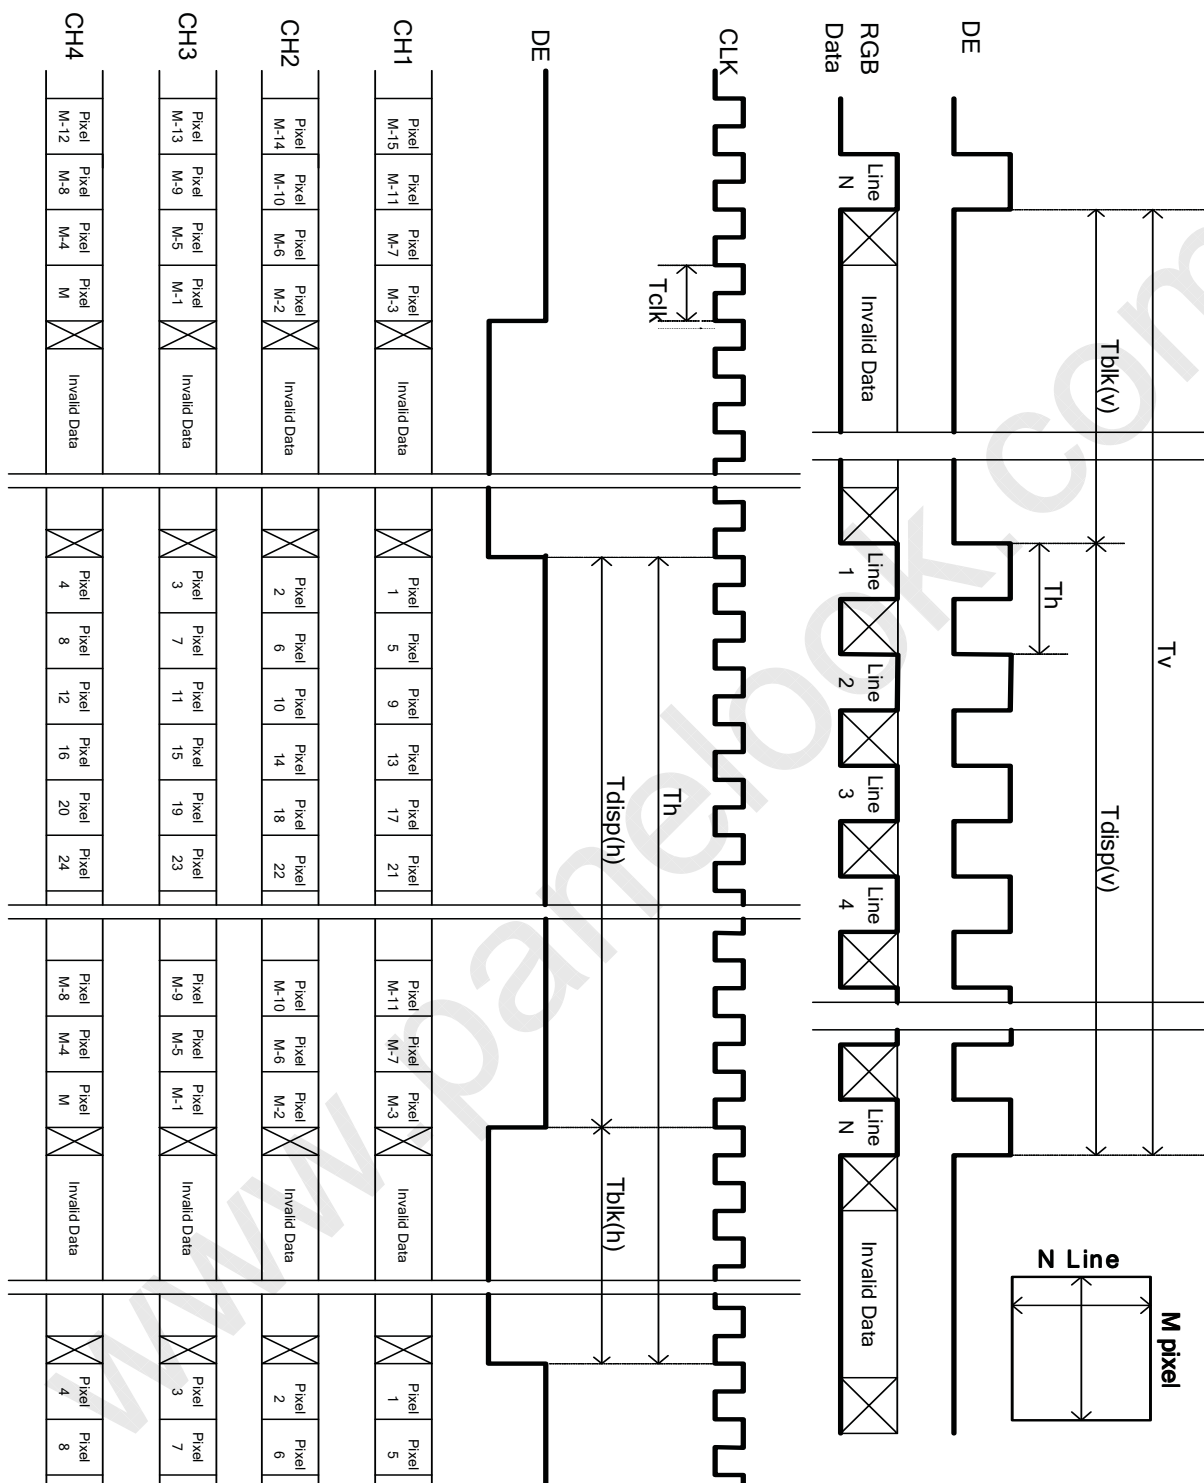 M pixel
N Line
Tv
Tblk(v) Tdisp(v)
Th
DE
RGB Data
Line N
Invalid Data
Line 1
Line 2
Line 3
Line 4
Line N
Invalid Data
CLK
Tclk
Th
Tdisp(h) Tblk(h)
DE
CH1
Pixel M-15
Pixel M-11
Pixel M-7
Pixel M-3
Invalid Data
Pixel 1
Pixel 5
Pixel 9
Pixel 13
Pixel 17
Pixel 21
Pixel M-11
Pixel M-7
Pixel M-3
Invalid Data
Pixel 1
Pixel 5
CH2
Pixel M-14
Pixel M-10
Pixel M-6
Pixel M-2
Invalid Data
Pixel 2
Pixel 6
Pixel 10
Pixel 14
Pixel 18
Pixel 22
Pixel M-10
Pixel M-6
Pixel M-2
Invalid Data
Pixel 2
Pixel 6
CH3
Pixel M-13
Pixel M-9
Pixel M-5
Pixel M-1
Invalid Data
Pixel 3
Pixel 7
Pixel 11
Pixel 15
Pixel 19
Pixel 23
Pixel M-9
Pixel M-5
Pixel M-1
Invalid Data
Pixel 3
Pixel 7
CH4
Pixel M-12
Pixel M-8
Pixel M-4
Pixel M
Invalid Data
Pixel 4
Pixel 8
Pixel 12
Pixel 16
Pixel 20
Pixel 24
Pixel M-8
Pixel M-4
Pixel M
Invalid Data
Pixel 4
Pixel 8
www.panelook.com